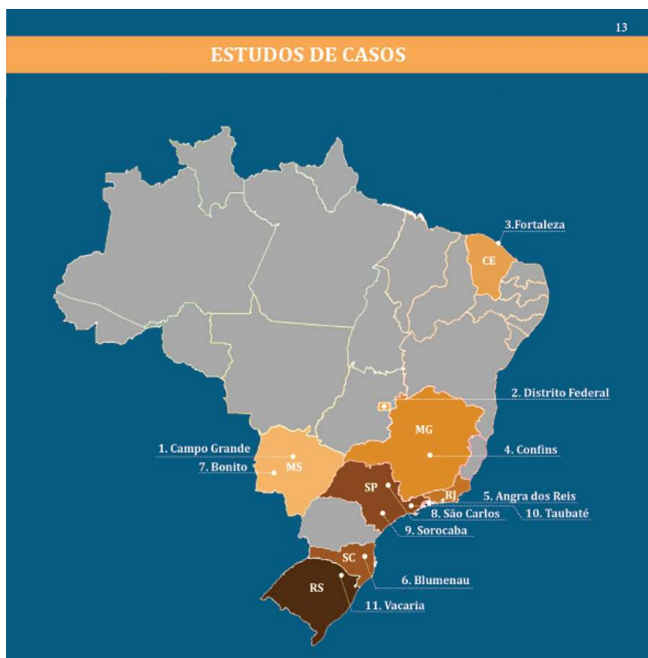 13
ESTUDOS DE CASOS
3.Fortaleza
CE
2. Distrito Federal
MG
1. Campo Grande
4. Confins
7. Bonito
MS
SP
RJ
5. Angra dos Reis
8. São Carlos
10. Taubaté
9. Sorocaba
SC
6. Blumenau
RS
11. Vacaria